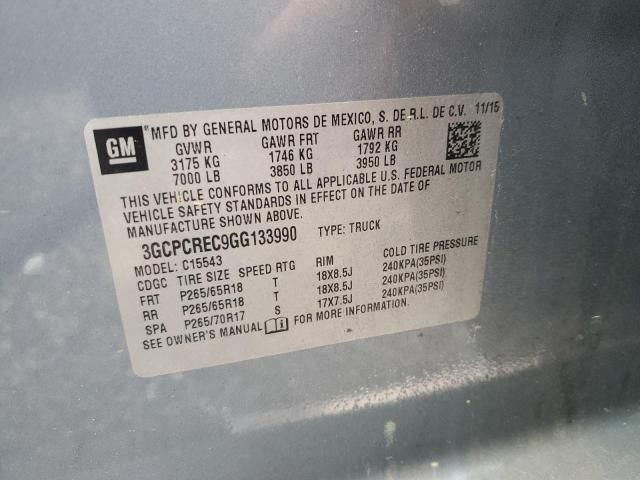 GM
MFD BY GENERAL MOTORS DE MEXICO, S. DE R.L. DE C.V. 11/15
GVWR GAWR FRT GAWR RR
3175 KG 1746 KG 1792 KG
7000 LB 3850 LB 3950 LB
THIS VEHICLE CONFORMS TO ALL APPLICABLE U.S. FEDERAL MOTOR
VEHICLE SAFETY STANDARDS IN EFFECT ON THE DATE OF
MANUFACTURE SHOWN ABOVE.
3GCPCREC9GG133990 TYPE: TRUCK
MODEL: C15543
CDGC TIRE SIZE SPEED RTG RIM COLD TIRE PRESSURE
FRT P265/65R18 T 18X8.5J 240KPA(35PSI)
RR P265/65R18 T 18X8.5J 240KPA(35PSI)
SPA P265/70R17 S 17X7.5J 240KPA(35PSI)
SEE OWNER'S MANUAL FOR MORE INFORMATION.